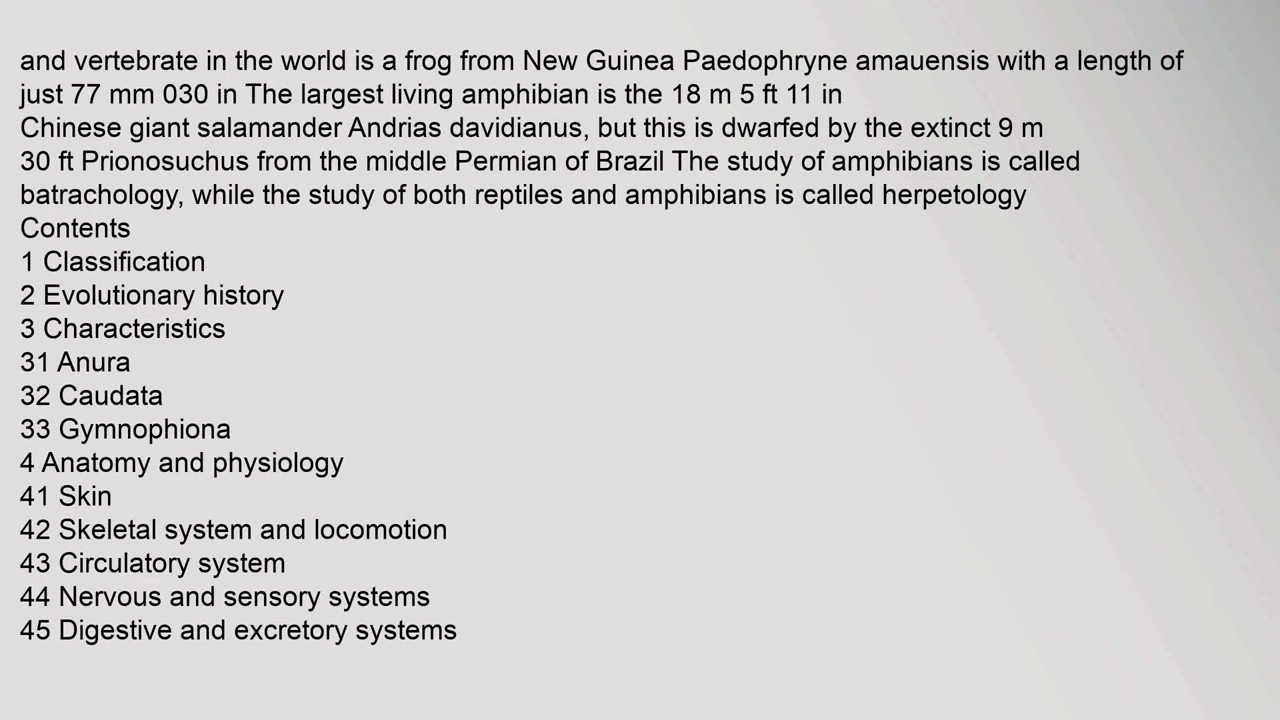 and vertebrate in the world is a frog from New Guinea Paedophryne amauensis with a length of
just 77 mm 030 in The largest living amphibian is the 18 m 5 ft 11 in
Chinese giant salamander Andrias davidianus, but this is dwarfed by the extinct 9 m
30 ft Prionosuchus from the middle Permian of Brazil The study of amphibians is called
batrachology, while the study of both reptiles and amphibians is called herpetology
Contents
1 Classification
2 Evolutionary history
3 Characteristics
31 Anura
32 Caudata
33 Gymnophiona
4 Anatomy and physiology
41 Skin
42 Skeletal system and locomotion
43 Circulatory system
44 Nervous and sensory systems
45 Digestive and excretory systems